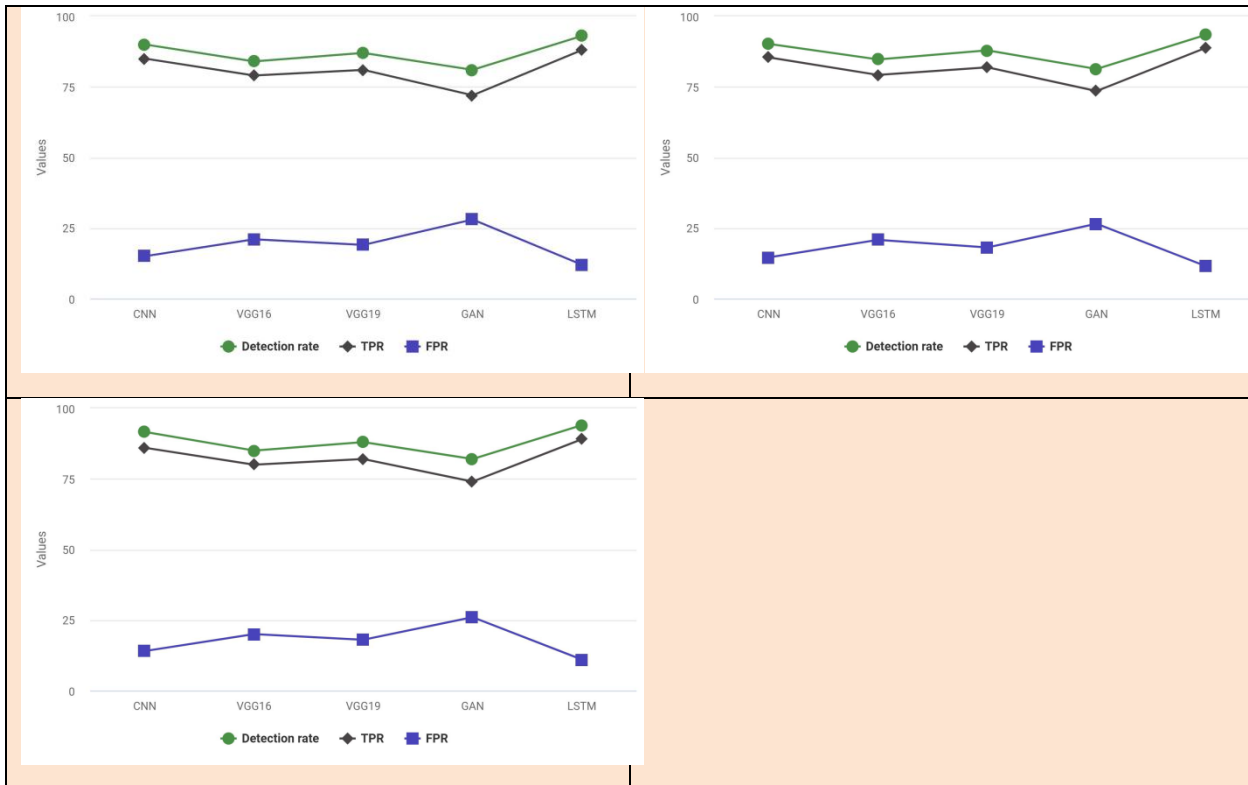 100
75
Values
50
25
0
CNN VGG16 VGG19 GAN LSTM
Detection rate TPR FPR
100
75
Values
50
25
0
CNN VGG16 VGG19 GAN LSTM
Detection rate TPR FPR
100
75
Values
50
25
0
CNN VGG16 VGG19 GAN LSTM
Detection rate TPR FPR